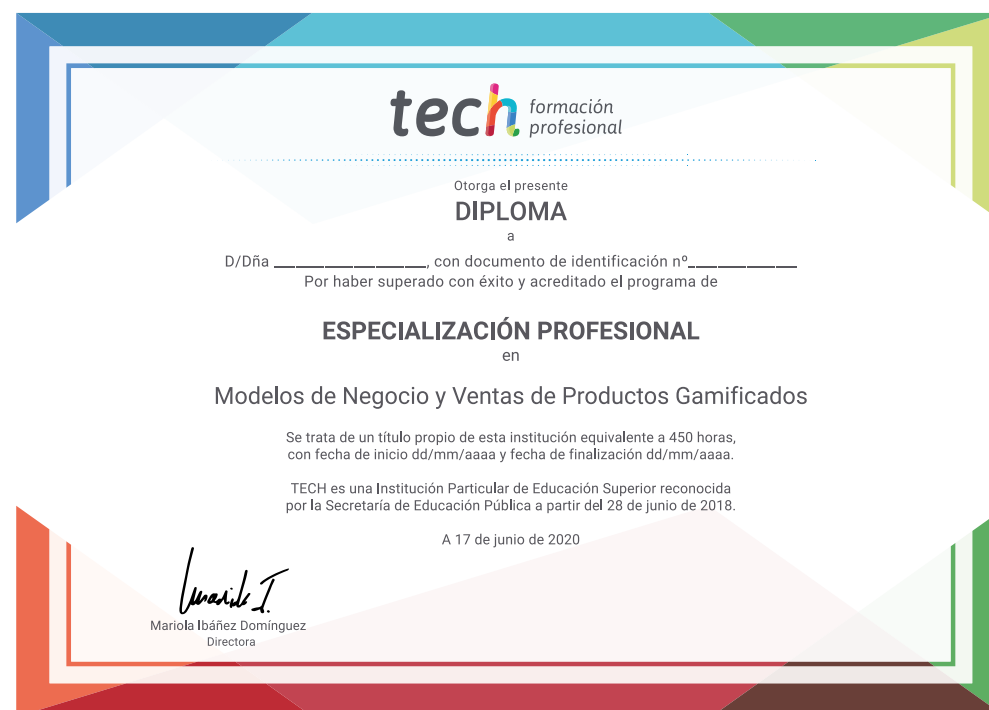 tech formación
profesional
Otorga el presente
DIPLOMA
a
D/Dña ________________, con documento de identificación nº___________
Por haber superado con éxito y acreditado el programa de
ESPECIALIZACIÓN PROFESIONAL
en
Modelos de Negocio y Ventas de Productos Gamificados
Se trata de un título propio de esta institución equivalente a 450 horas,
con fecha de inicio dd/mm/aaaa y fecha de finalización dd/mm/aaaa.
TECH es una Institución Particular de Educación Superior reconocida
por la Secretaría de Educación Pública a partir del 28 de junio de 2018.
A 17 de junio de 2020
Mariola Ibáñez Domínguez
Directora